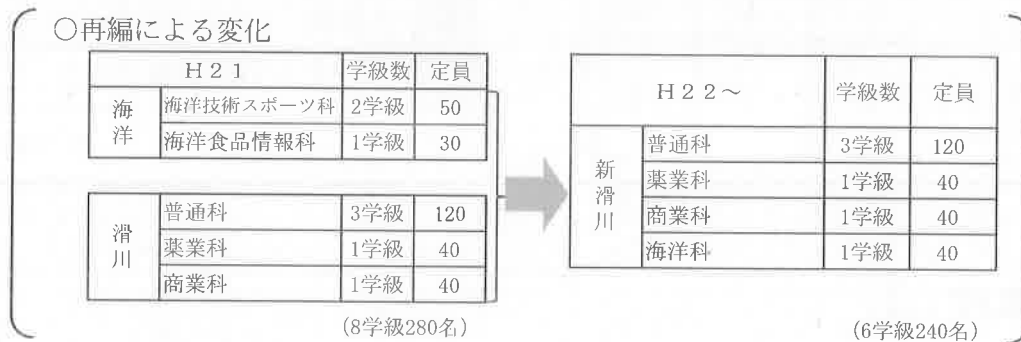 ○再編による変化
H21 学級数 定員
海洋 海洋技術スポーツ科 2学級 50
海洋食品情報科 1学級 30
滑川 普通科 3学級 120
薬業科 1学級 40
商業科 1学級 40
(8学級280名)
H22～ 学級数 定員
新滑川 普通科 3学級 120
薬業科 1学級 40
商業科 1学級 40
海洋科 1学級 40
(6学級240名)